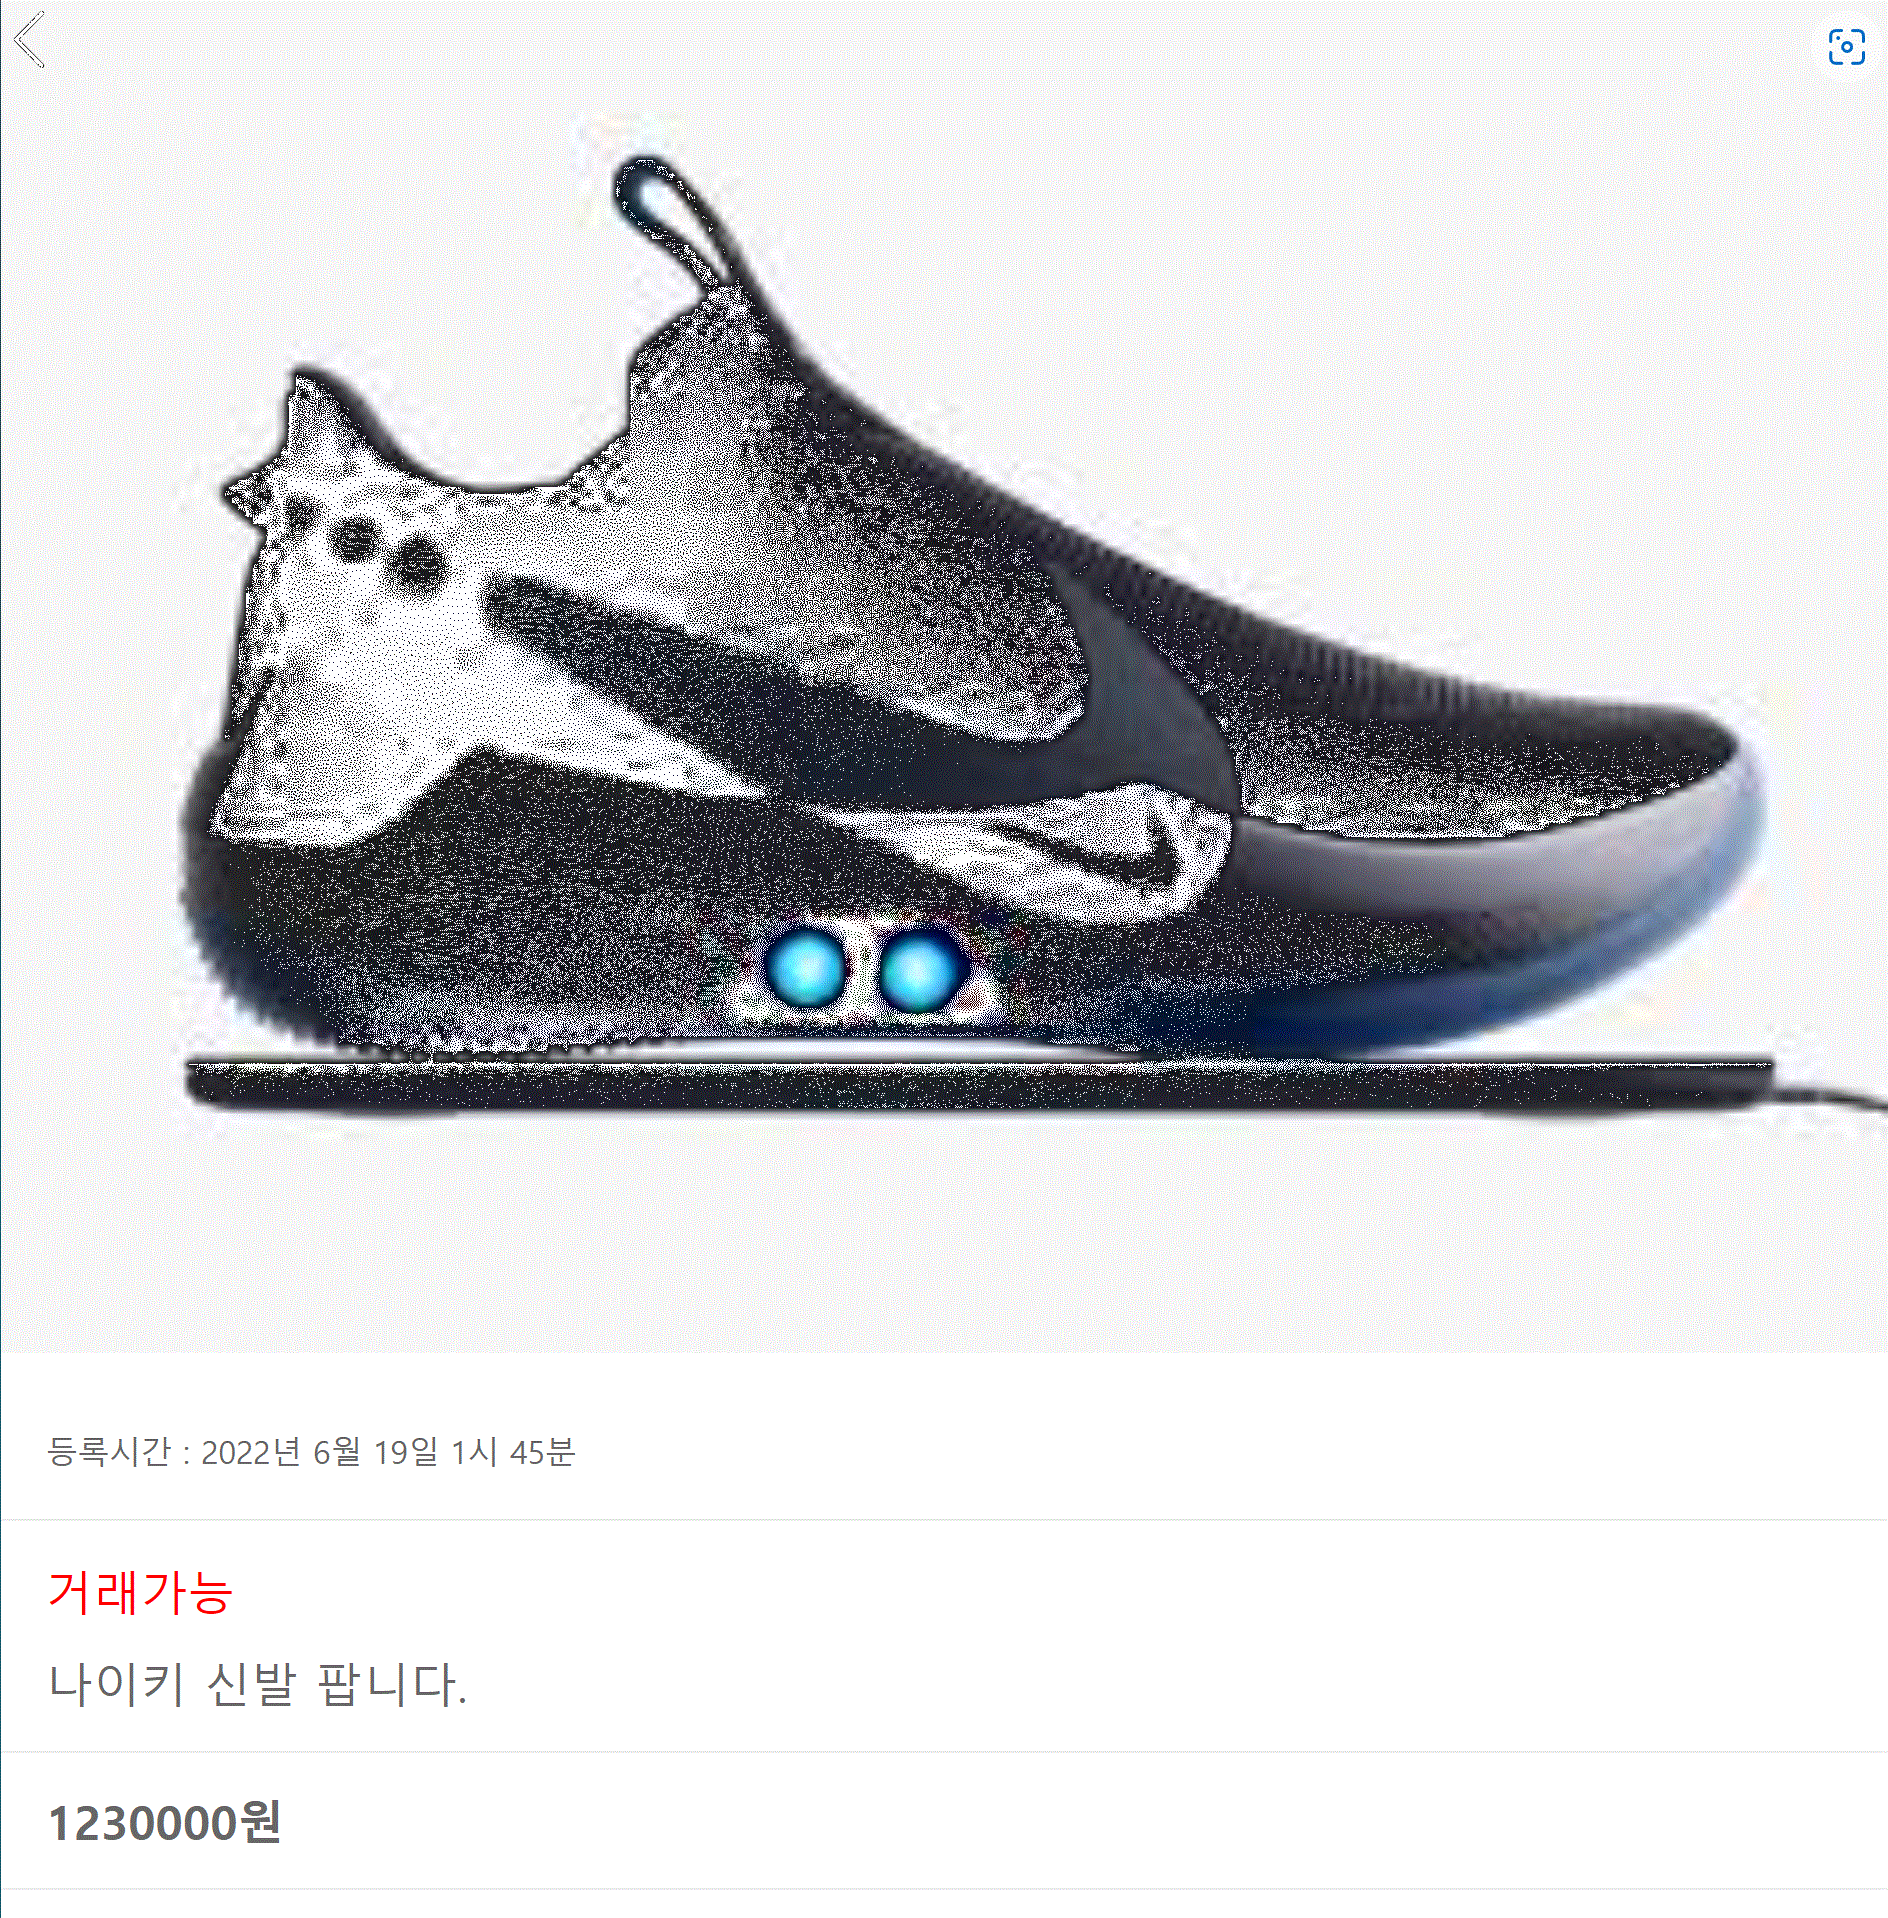 등록시간 : 2022년 6월 19일 1시 45분
거래가능
나이키 신발 팝니다.
1230000원